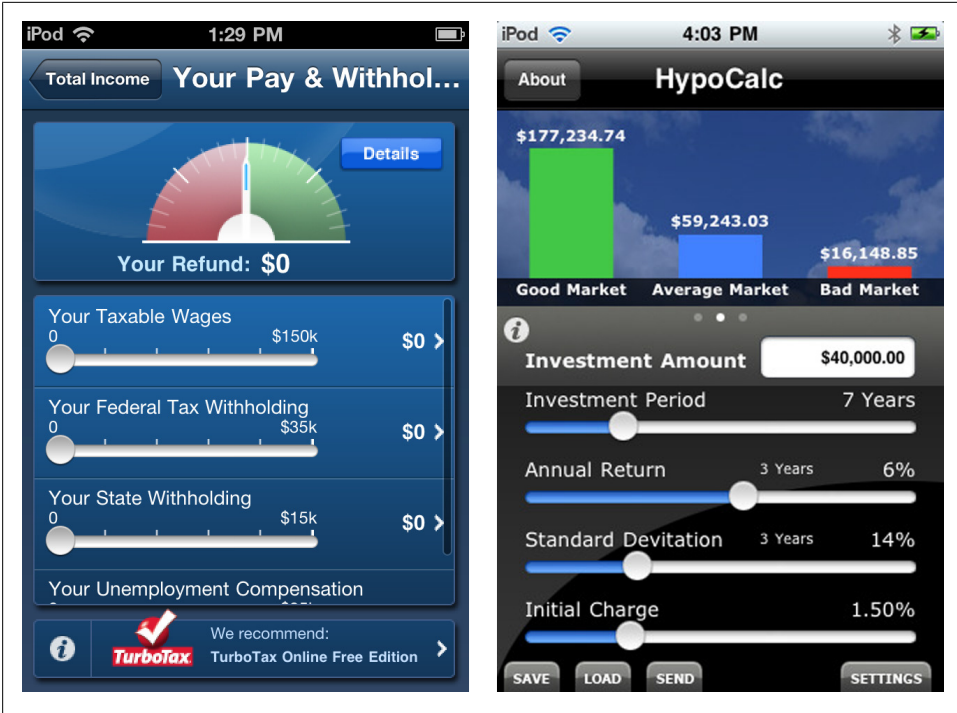 iPod 1:29 PM
Total Income Your Pay & Withhol...
Details
Your Refund: $0
Your Taxable Wages
0 $150k
$0
Your Federal Tax Withholding
0 $35k
$0
Your State Withholding
0 $15k
$0
Your Unemployment Compensation
i
TurboTax
We recommend:
TurboTax Online Free Edition
iPod 4:03 PM
About HypoCalc
$177,234.74
$59,243.03
$16,148.85
Good Market Average Market Bad Market
i
Investment Amount $40,000.00
Investment Period 7 Years
Annual Return 3 Years 6%
Standard Devitation 3 Years 14%
Initial Charge 1.50%
SAVE LOAD SEND SETTINGS